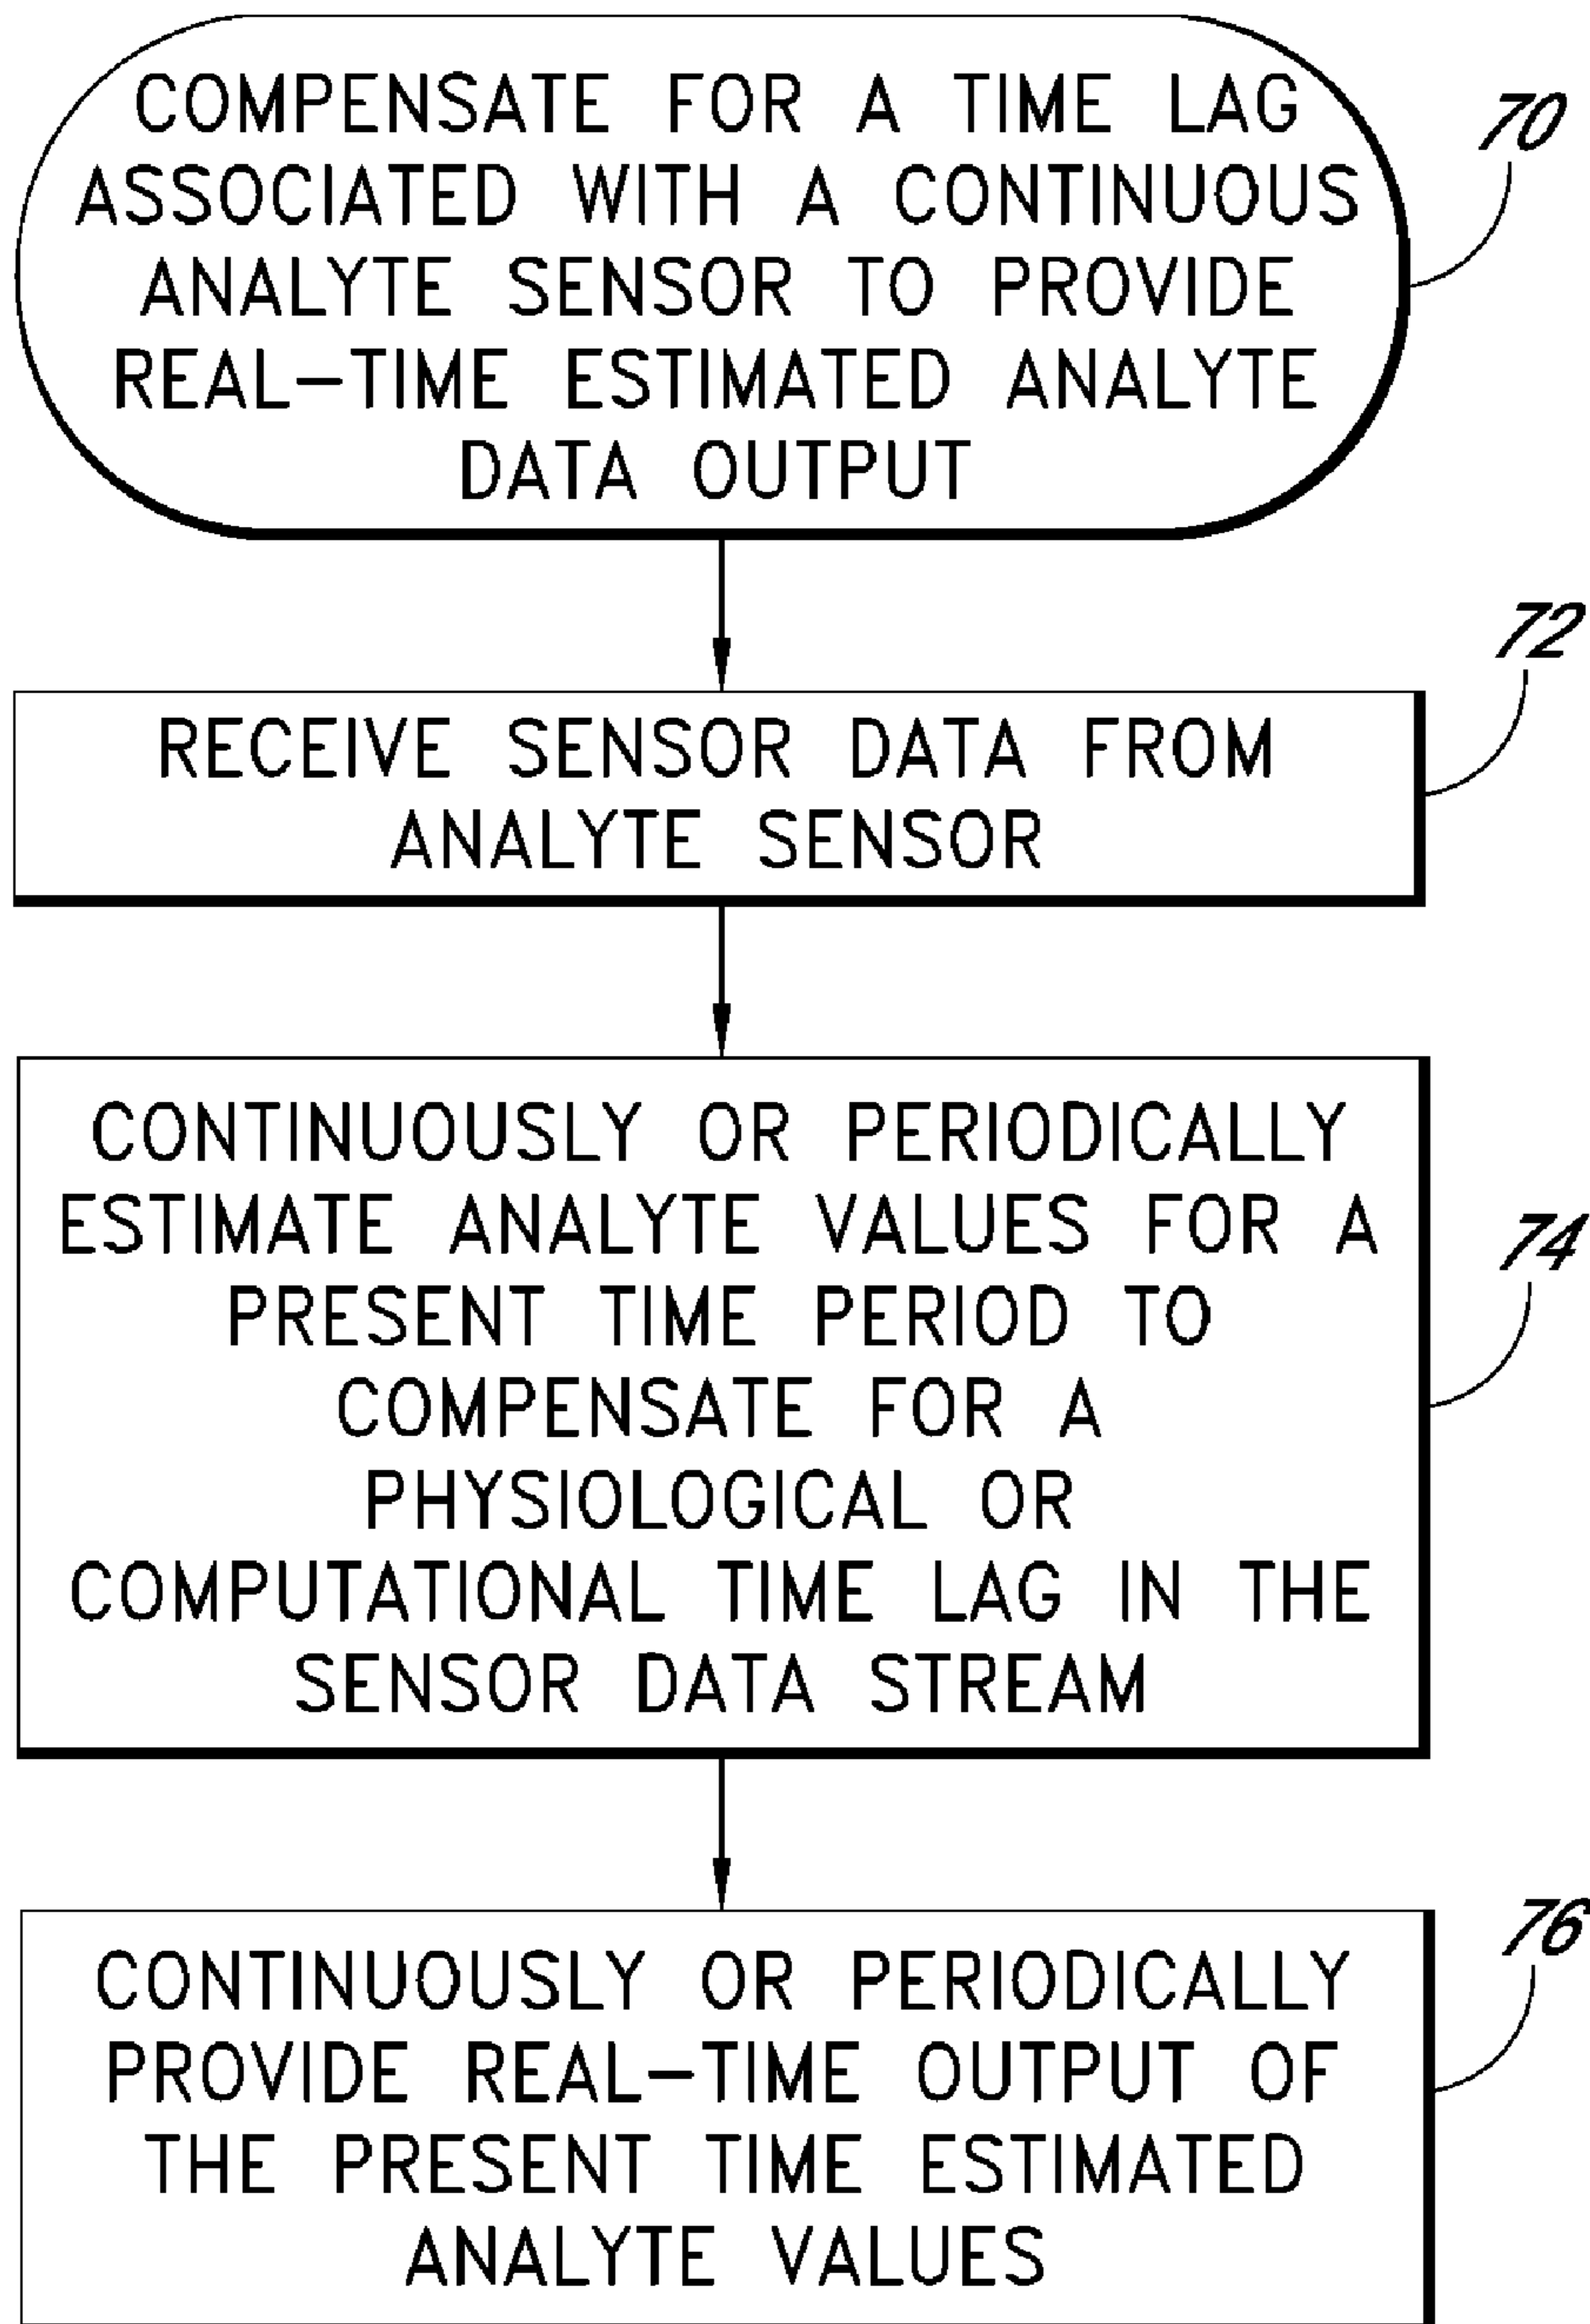 COMPENSATE FOR A TIME LAG
ASSOCIATED WITH A CONTINUOUS
ANALYTE SENSOR TO PROVIDE
REAL-TIME ESTIMATED ANALYTE
DATA OUTPUT
70
RECEIVE SENSOR DATA FROM
ANALYTE SENSOR
72
CONTINUOUSLY OR PERIODICALLY
ESTIMATE ANALYTE VALUES FOR A
PRESENT TIME PERIOD TO
COMPENSATE FOR A
PHYSIOLOGICAL OR
COMPUTATIONAL TIME LAG IN THE
SENSOR DATA STREAM
74
CONTINUOUSLY OR PERIODICALLY
PROVIDE REAL-TIME OUTPUT OF
THE PRESENT TIME ESTIMATED
ANALYTE VALUES
76